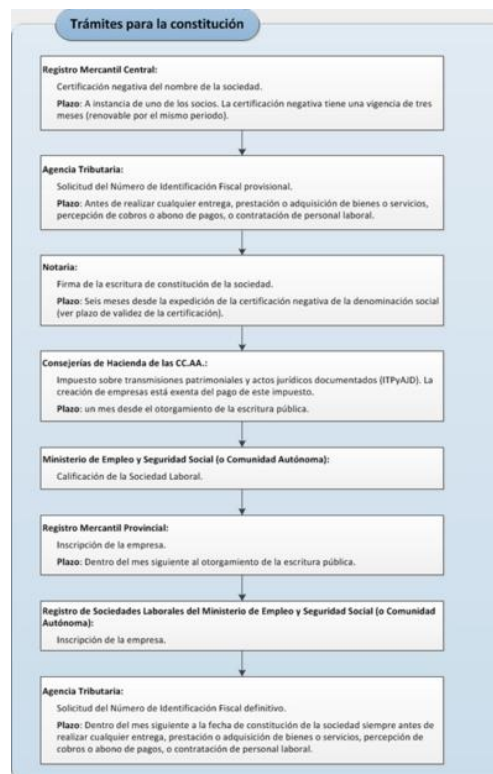 Trámites para la constitución
Registro Mercantil Central:
Certificación negativa del nombre de la sociedad.
Plazo: A instancia de uno de los socios. La certificación negativa tiene una vigencia de tres
meses (renovable por el mismo periodo).
Agencia Tributaria:
Solicitud del Número de Identificación Fiscal provisional.
Plazo: Antes de realizar cualquier entrega, prestación o adquisición de bienes o servicios,
percepción de cobros o abono de pagos, o contratación de personal laboral.
Notaria:
Firma de la escritura de constitución de la sociedad.
Plazo: Seis meses desde la expedición de la certificación negativa de la denominación social
(ver plazo de validez de la certificación).
Consejerías de Hacienda de las CC.AA.:
Impuesto sobre transmisiones patrimoniales y actos jurídicos documentados (ITPyAJD). La
creación de empresas está exenta del pago de este impuesto.
Plazo: un mes desde el otorgamiento de la escritura pública.
Ministerio de Empleo y Seguridad Social (o Comunidad Autónoma):
Calificación de la Sociedad Laboral.
Registro Mercantil Provincial:
Inscripción de la empresa.
Plazo: Dentro del mes siguiente al otorgamiento de la escritura pública.
Registro de Sociedades Laborales del Ministerio de Empleo y Seguridad Social (o Comunidad
Autónoma):
Inscripción de la empresa.
Agencia Tributaria:
Solicitud del Número de Identificación Fiscal definitivo.
Plazo: Dentro del mes siguiente a la fecha de constitución de la sociedad siempre antes de
realizar cualquier entrega, prestación o adquisición de bienes o servicios, percepción de
cobros o abono de pagos, o contratación de personal laboral.